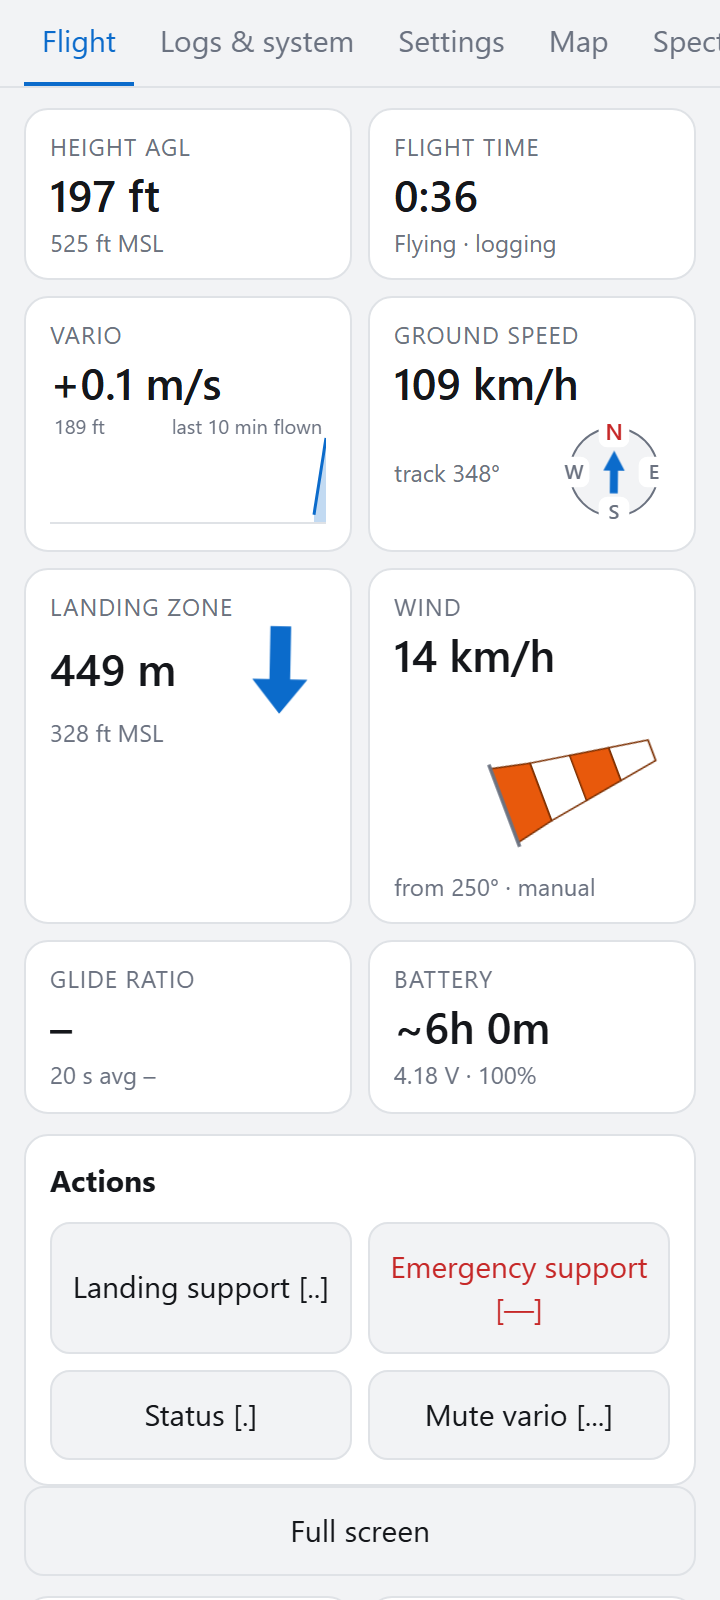 Flight Logs & system Settings Map Spect
HEIGHT AGL
197 ft
525 ft MSL
FLIGHT TIME
0:36
Flying · logging
VARIO
+0.1 m/s
189 ft last 10 min flown
GROUND SPEED
109 km/h
track 348°
N
W E
S
LANDING ZONE
449 m
328 ft MSL
WIND
14 km/h
from 250° · manual
GLIDE RATIO
–
20 s avg –
BATTERY
~6h 0m
4.18 V · 100%
Actions
Landing support [..]
Emergency support
[—]
Status [.]
Mute vario [...]
Full screen